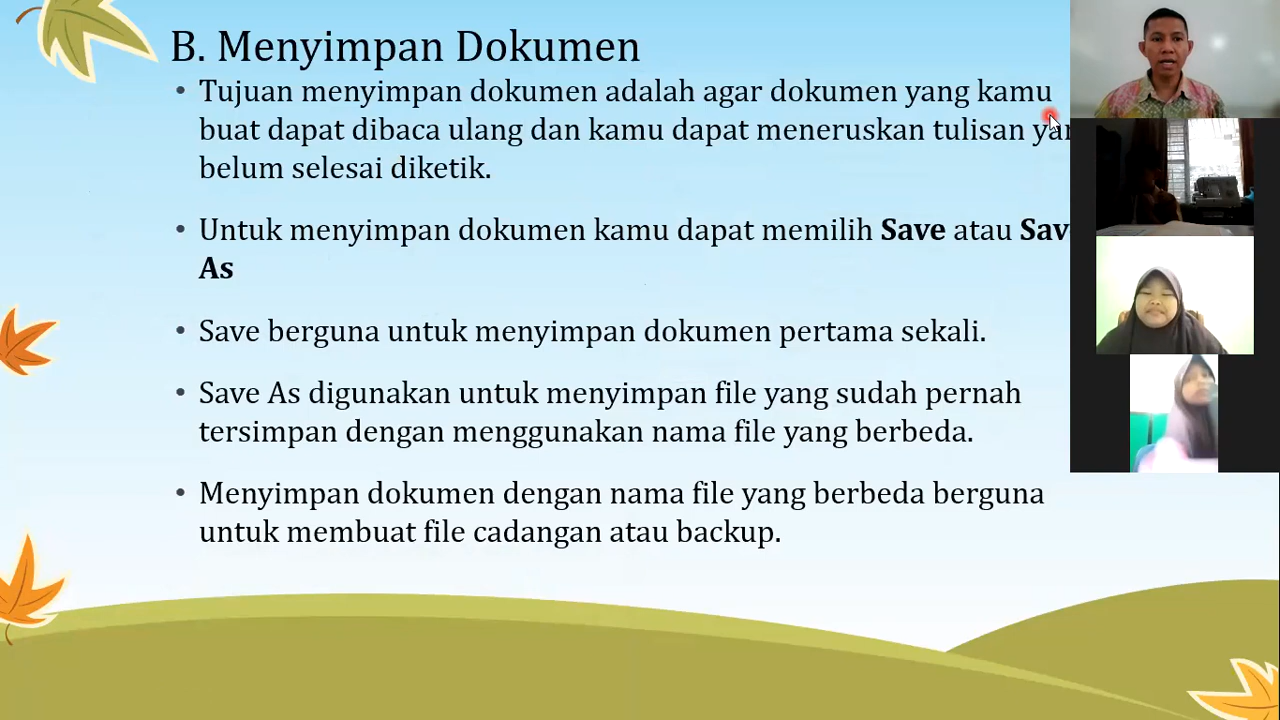 B. Menyimpan Dokumen
• Tujuan menyimpan dokumen adalah agar dokumen yang kamu
buat dapat dibaca ulang dan kamu dapat meneruskan tulisan
belum selesai diketik.
• Untuk menyimpan dokumen kamu dapat memilih Save atau
As
• Save berguna untuk menyimpan dokumen pertama sekali.
• Save As digunakan untuk menyimpan file yang sudah pernah
tersimpan dengan menggunakan nama file yang berbeda.
• Menyimpan dokumen dengan nama file yang berbeda berguna
untuk membuat file cadangan atau backup.